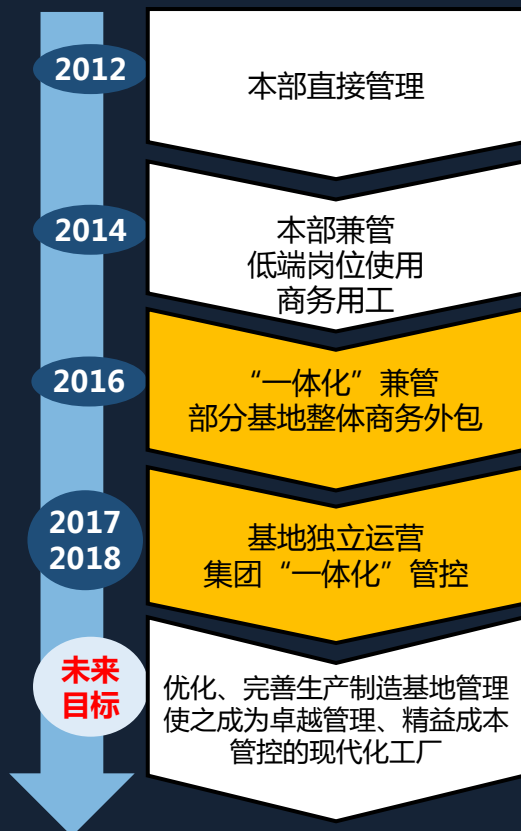 2012
本部直接管理
2014
本部兼管
低端岗位使用
商务用工
2016
“一体化”兼管
部分基地整体商务外包
2017
2018
基地独立运营
集团“一体化”管控
未来
目标
优化、完善生产制造基地管理
使之成为卓越管理、精益成本
管控的现代化工厂